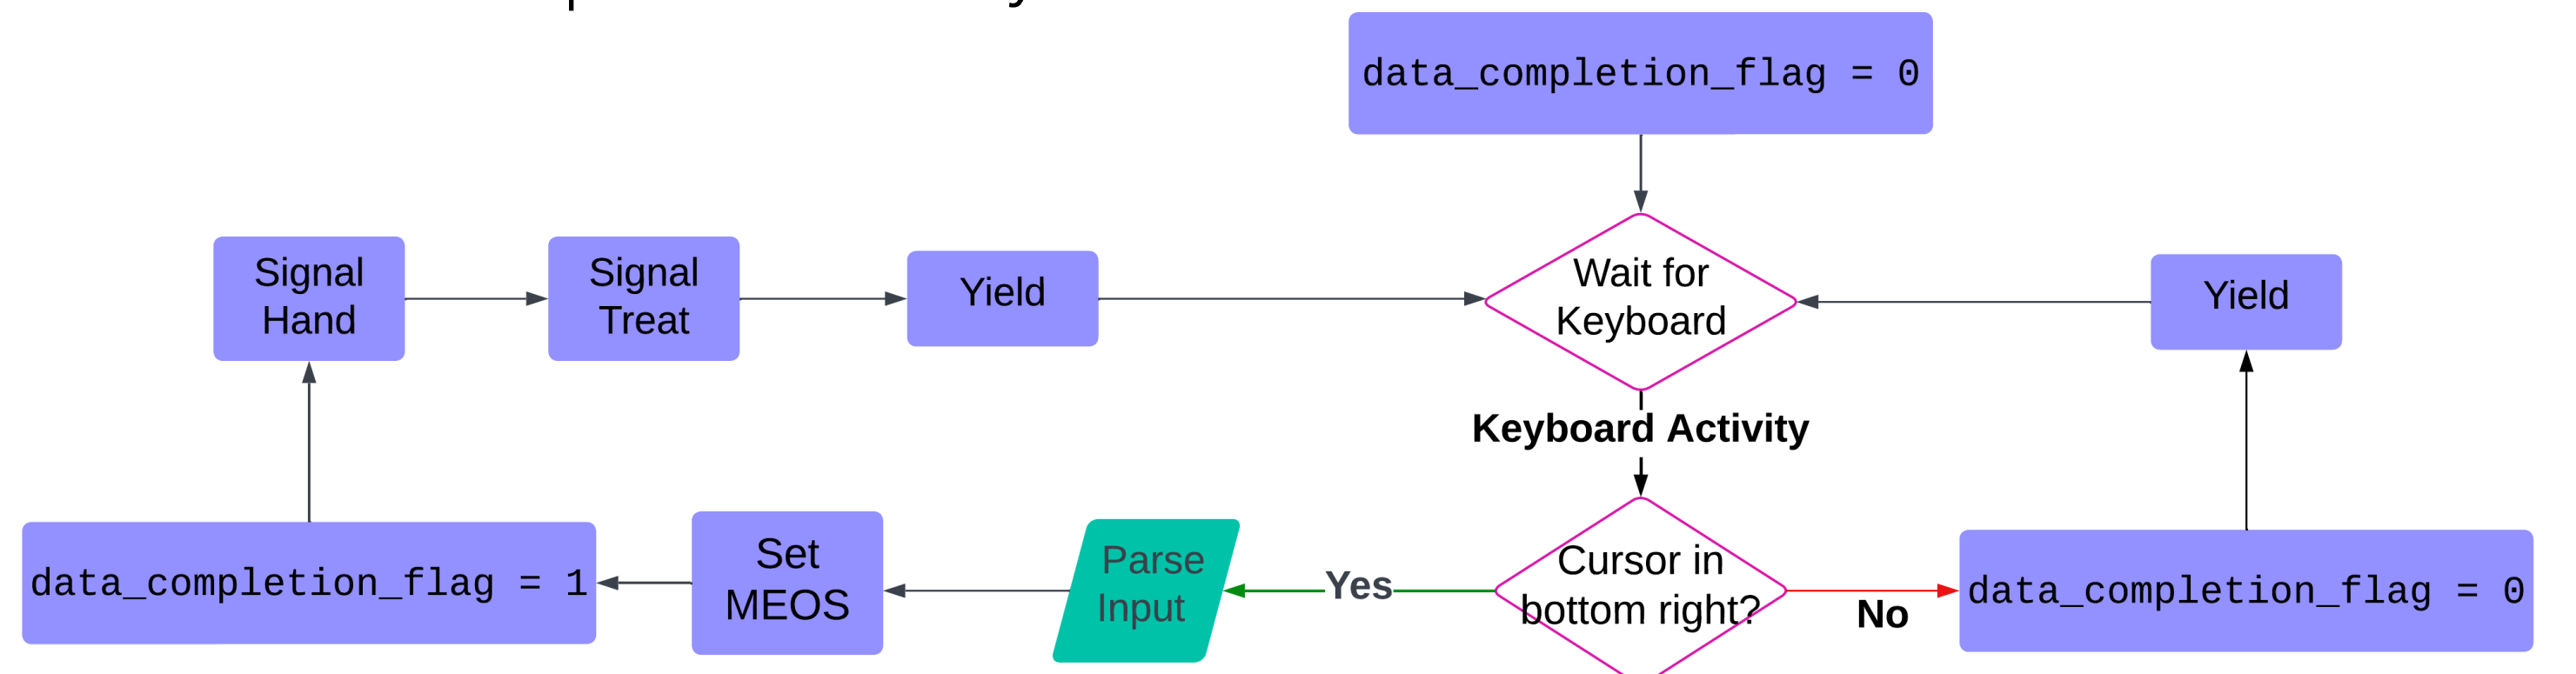 data_completion_flag = 0
Signal
Hand
Signal
Treat
Yield
Wait for
Keyboard
Yield
Keyboard Activity
data_completion_flag = 1
Set
MEOS
Parse
Input
Yes
Cursor in
bottom right?
No
data_completion_flag = 0